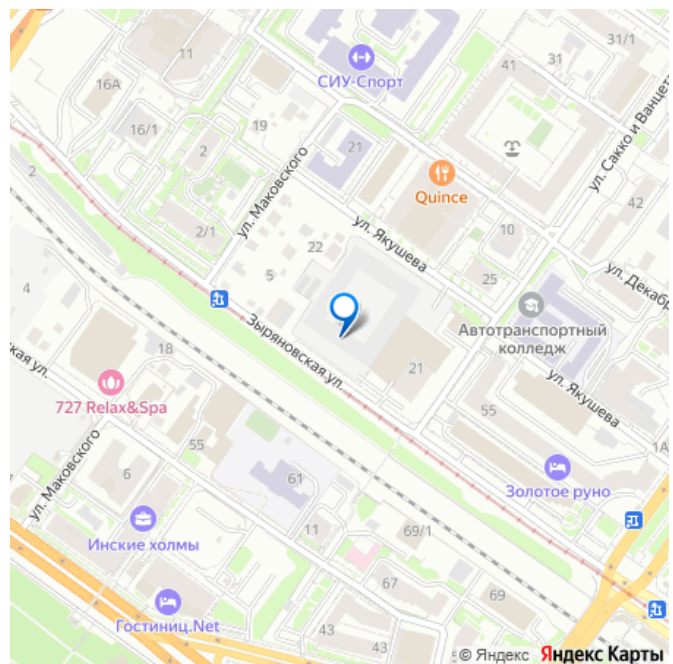 31/1
11
41
31
СИУ-Спорт
16А
16/1
19
2
21
ул. Маковского
ул. Сакко и Ванцетт
2
Quince
42
2/1
22
ул. Якушева
10
5
25
ул. Декабр
4
Зыряновская ул.
Автотранспортный
колледж
18
21
кая ул.
727 Relax&Spa
ул. Якушева
55
55
1А
ул. Маковского
6
61
Золотое руно
Инские холмы
11
69/1
67
69
Гостиниц.Net
43
43
© Яндекс Яндекс Карты